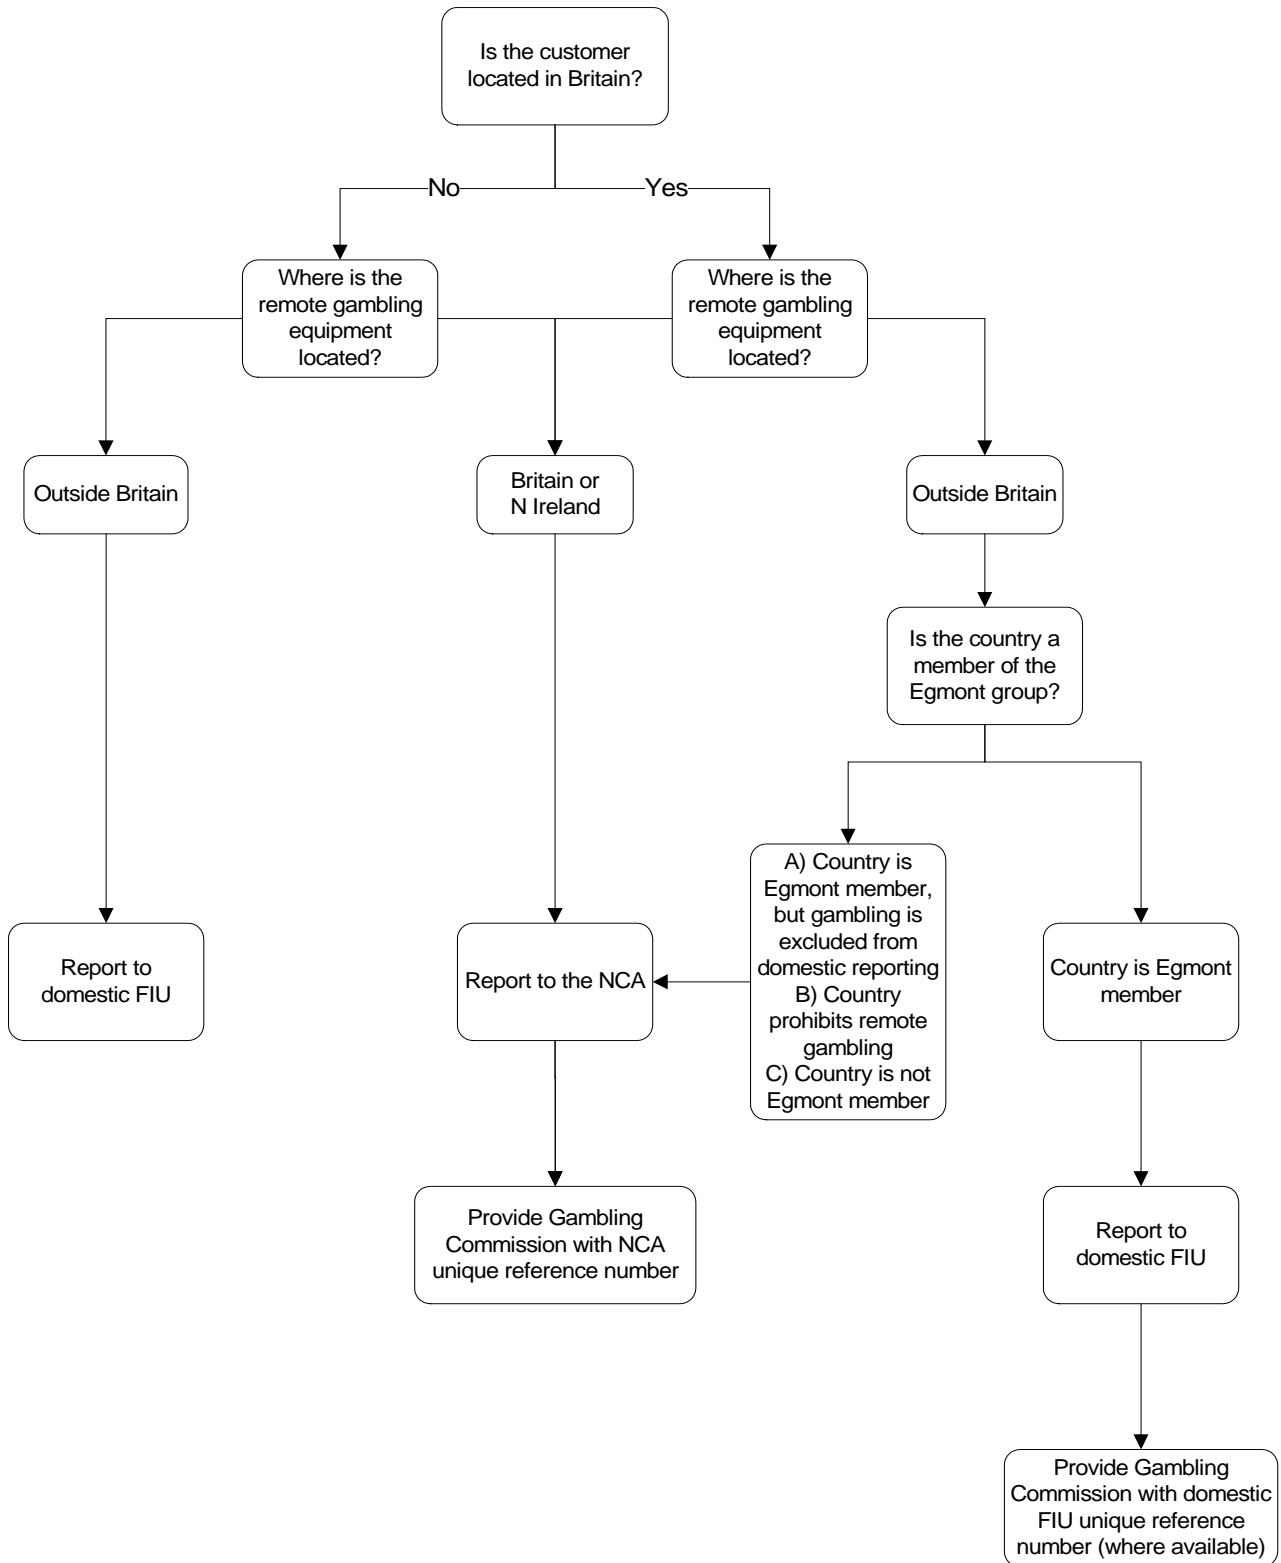 Is the customer
located in Britain?
No
Yes
Where is the
remote gambling
equipment
located?
Where is the
remote gambling
equipment
located?
Outside Britain
Britain or
N Ireland
Outside Britain
Is the country a
member of the
Egmont group?
A) Country is
Egmont member,
but gambling is
excluded from
domestic reporting
B) Country
prohibits remote
gambling
C) Country is not
Egmont member
Report to
domestic FIU
Report to the NCA
Country is Egmont
member
Provide Gambling
Commission with NCA
unique reference number
Report to
domestic FIU
Provide Gambling
Commission with domestic
FIU unique reference
number (where available)